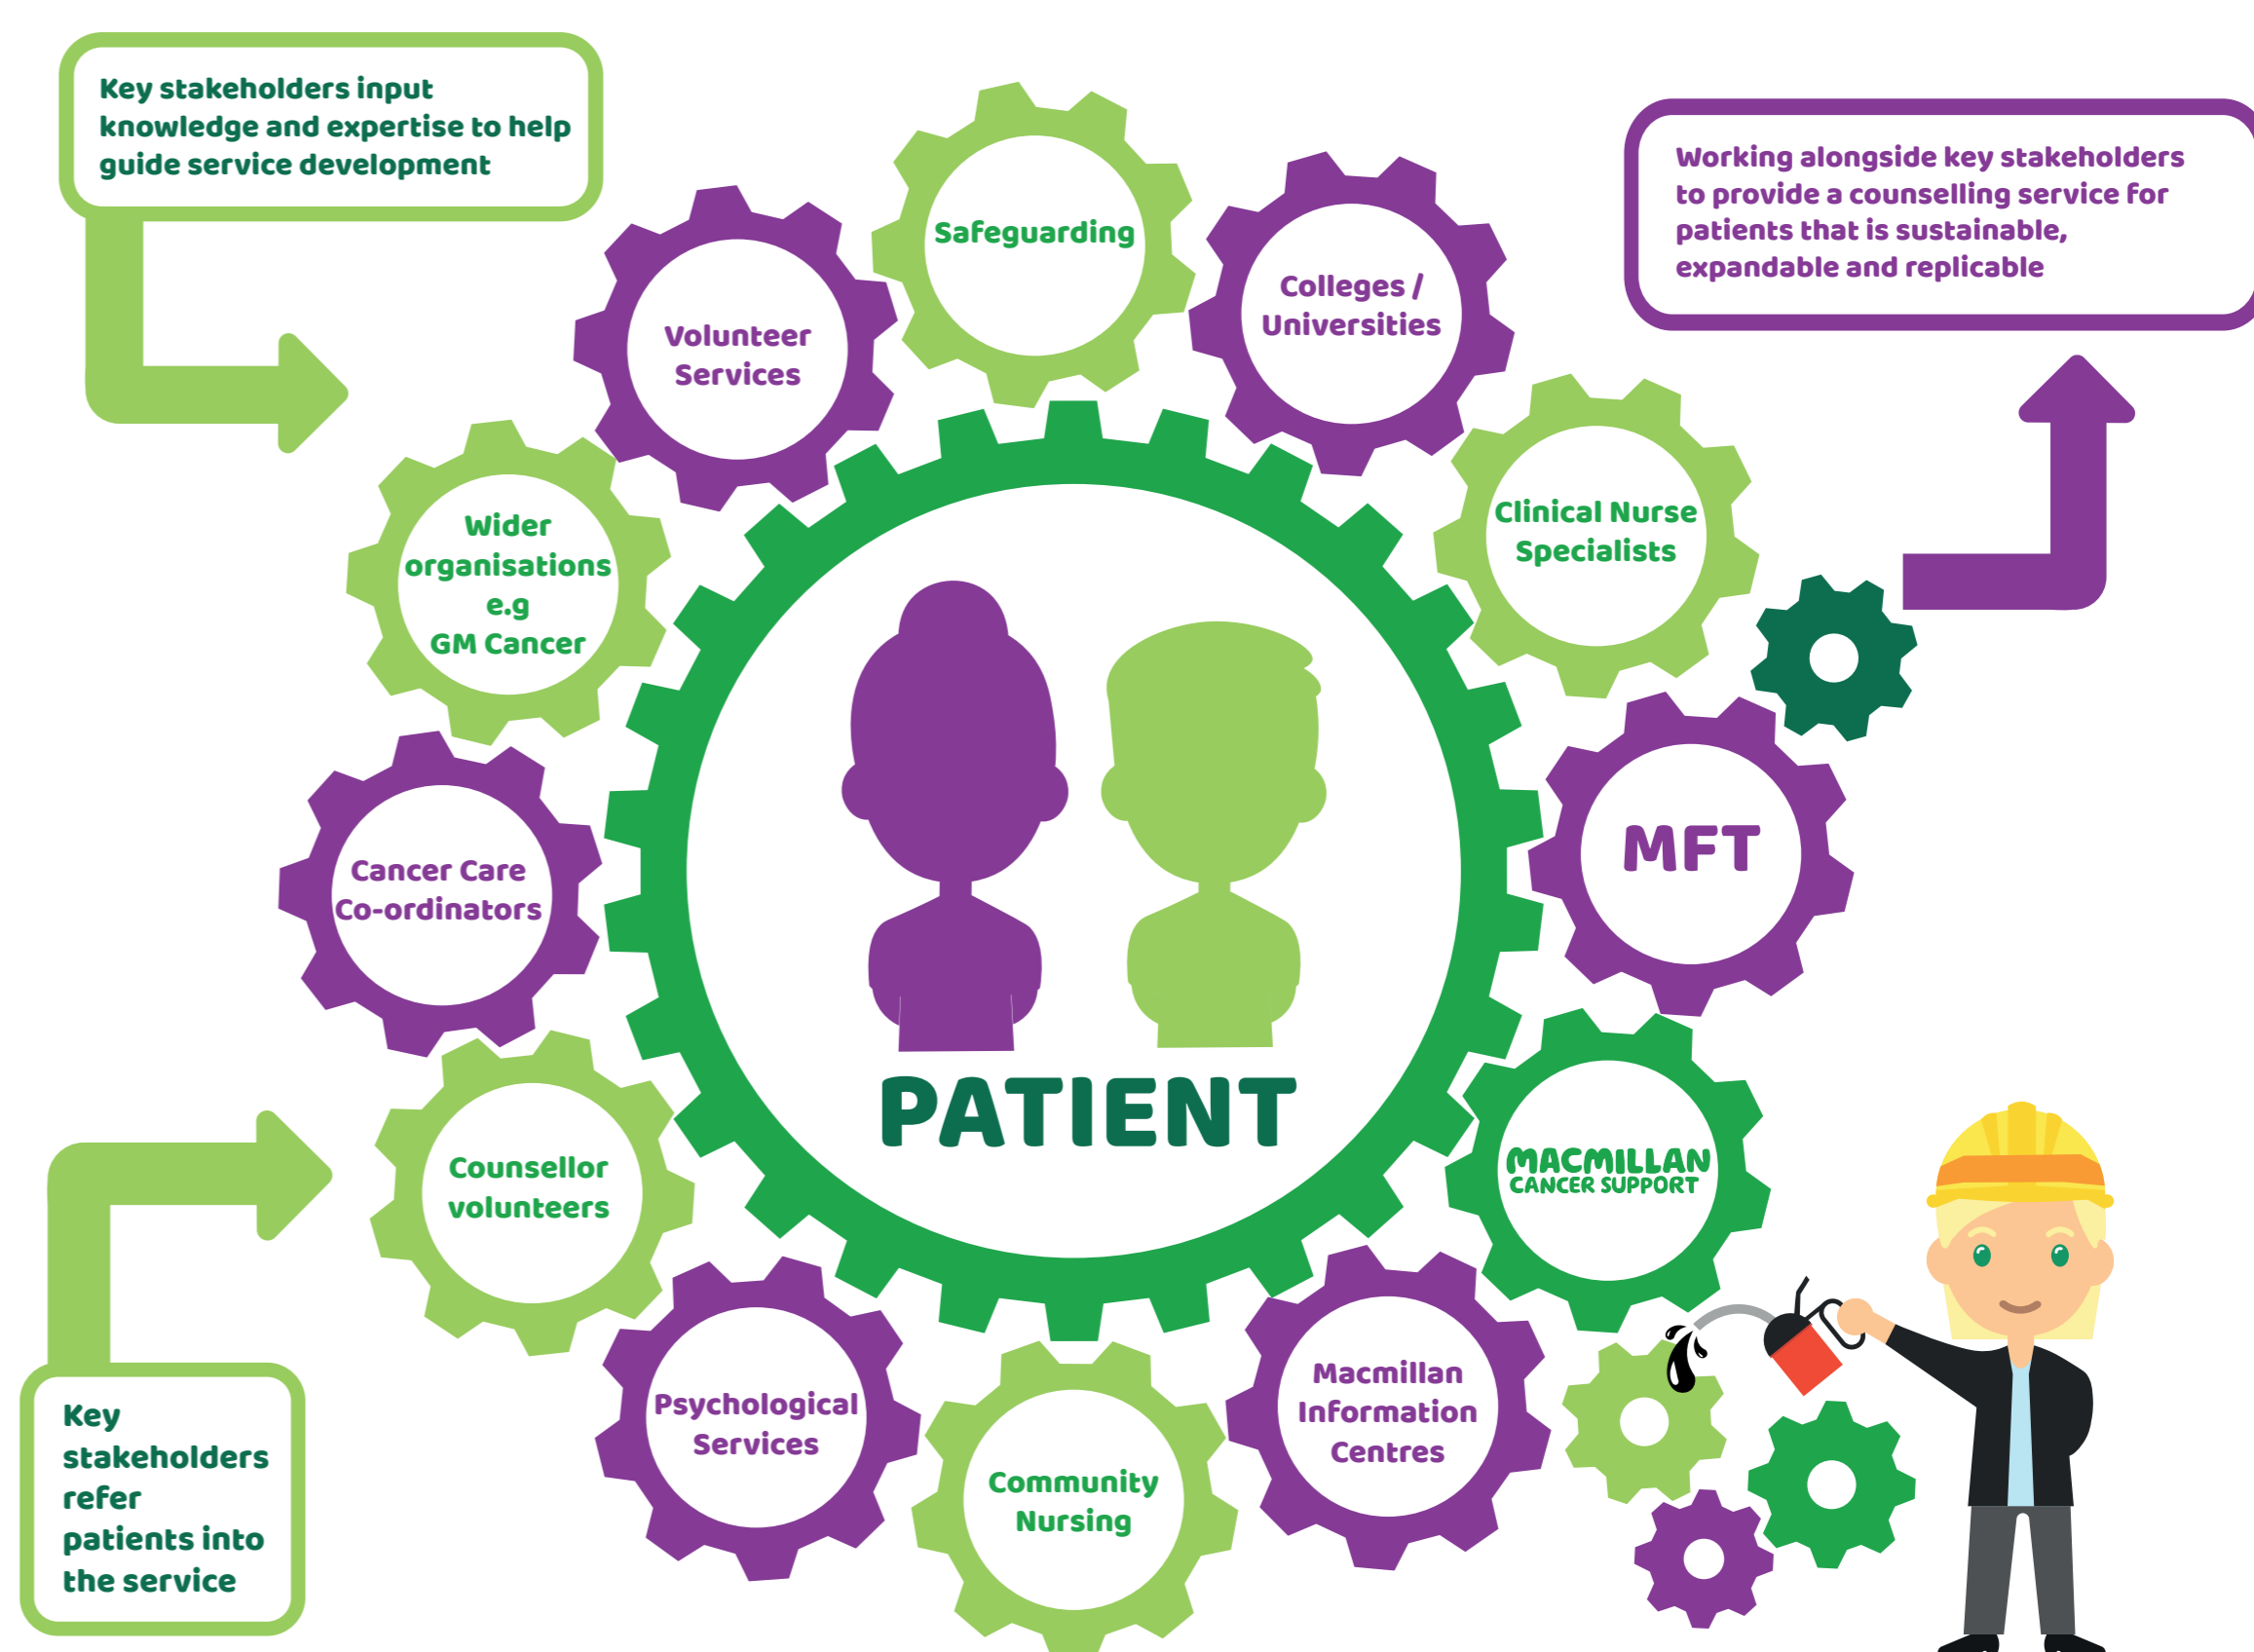 Key stakeholders input
knowledge and expertise to help
guide service development
Working alongside key stakeholders
to provide a counselling service for
patients that is sustainable,
expandable and replicable
Safeguarding
Colleges /
Universities
Volunteer
Services
Clinical Nurse
Specialists
Wider
organisations
e.g
GM Cancer
MFT
Cancer Care
Co-ordinators
PATIENT
MACMILLAN
CANCER SUPPORT
Counsellor
volunteers
Macmillan
Information
Centres
Psychological
Services
Community
Nursing
Key
stakeholders
refer
patients into
the service